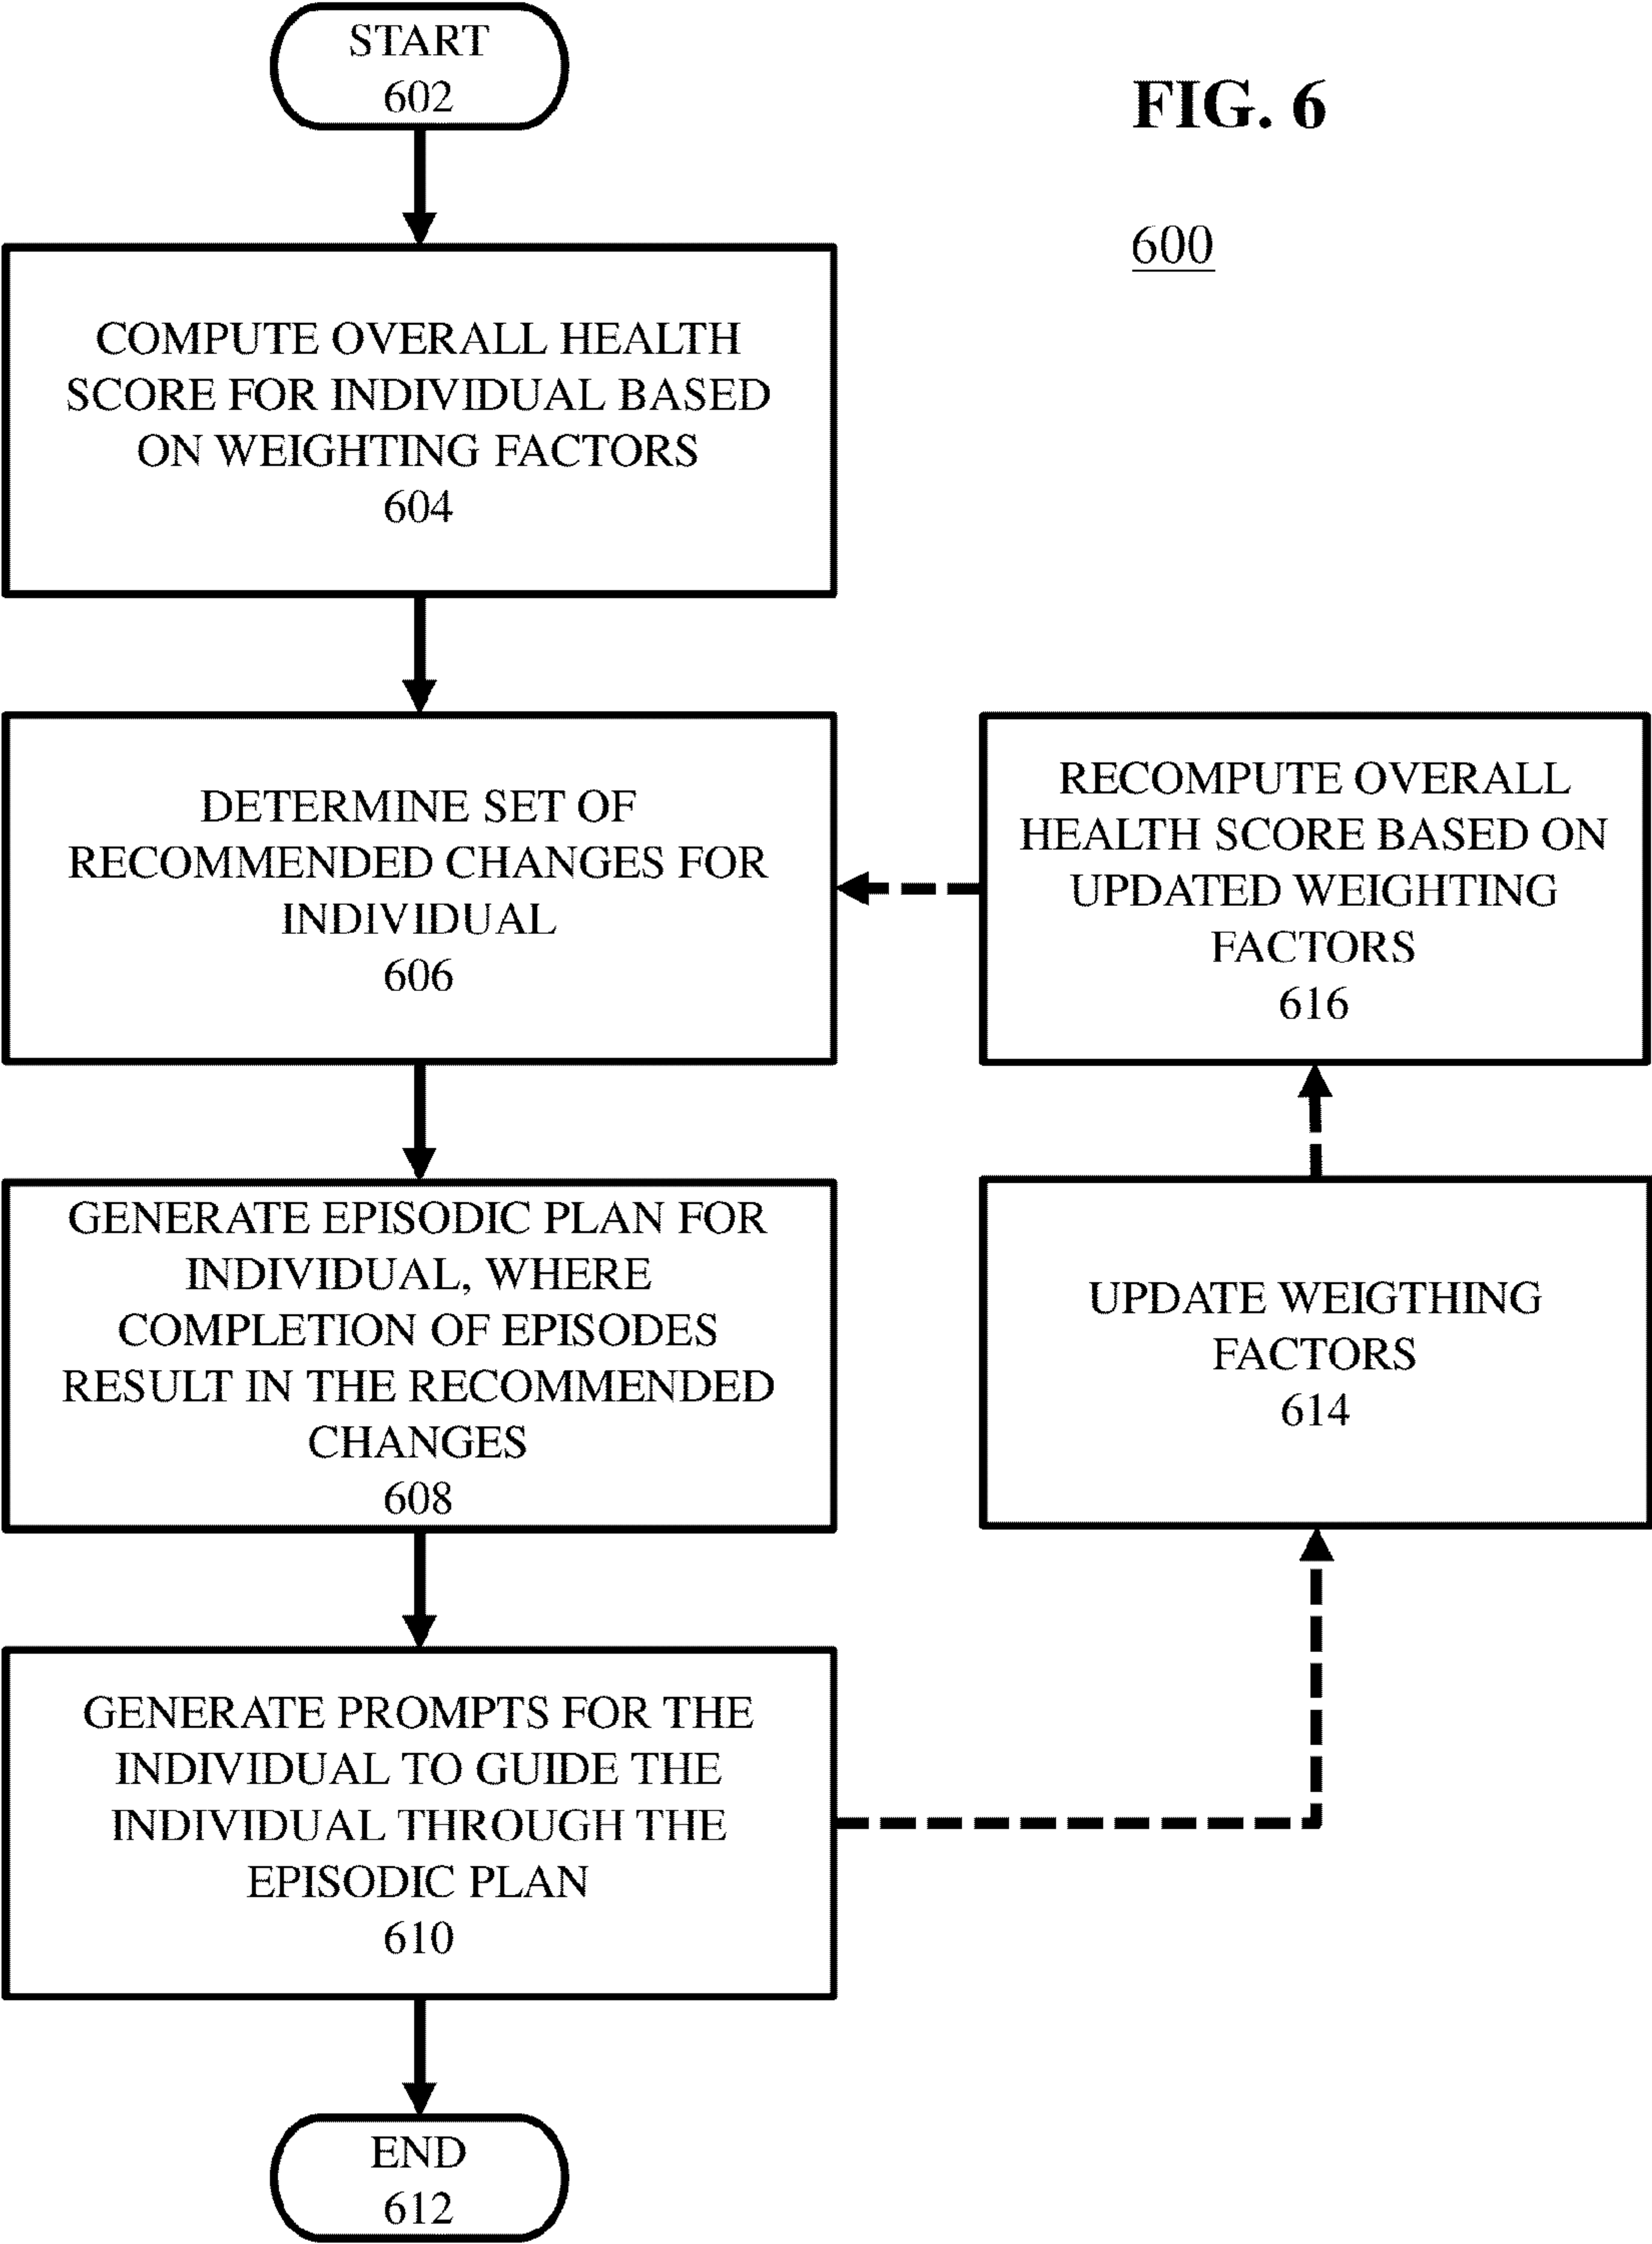 START
602
FIG. 6
600
COMPUTE OVERALL HEALTH
SCORE FOR INDIVIDUAL BASED
ON WEIGHTING FACTORS
604
DETERMINE SET OF
RECOMMENDED CHANGES FOR
INDIVIDUAL
606
RECOMPUTE OVERALL
HEALTH SCORE BASED ON
UPDATED WEIGHTING
FACTORS
616
GENERATE EPISODIC PLAN FOR
INDIVIDUAL, WHERE
COMPLETION OF EPISODES
RESULT IN THE RECOMMENDED
CHANGES
608
UPDATE WEIGTHING
FACTORS
614
GENERATE PROMPTS FOR THE
INDIVIDUAL TO GUIDE THE
INDIVIDUAL THROUGH THE
EPISODIC PLAN
610
END
612